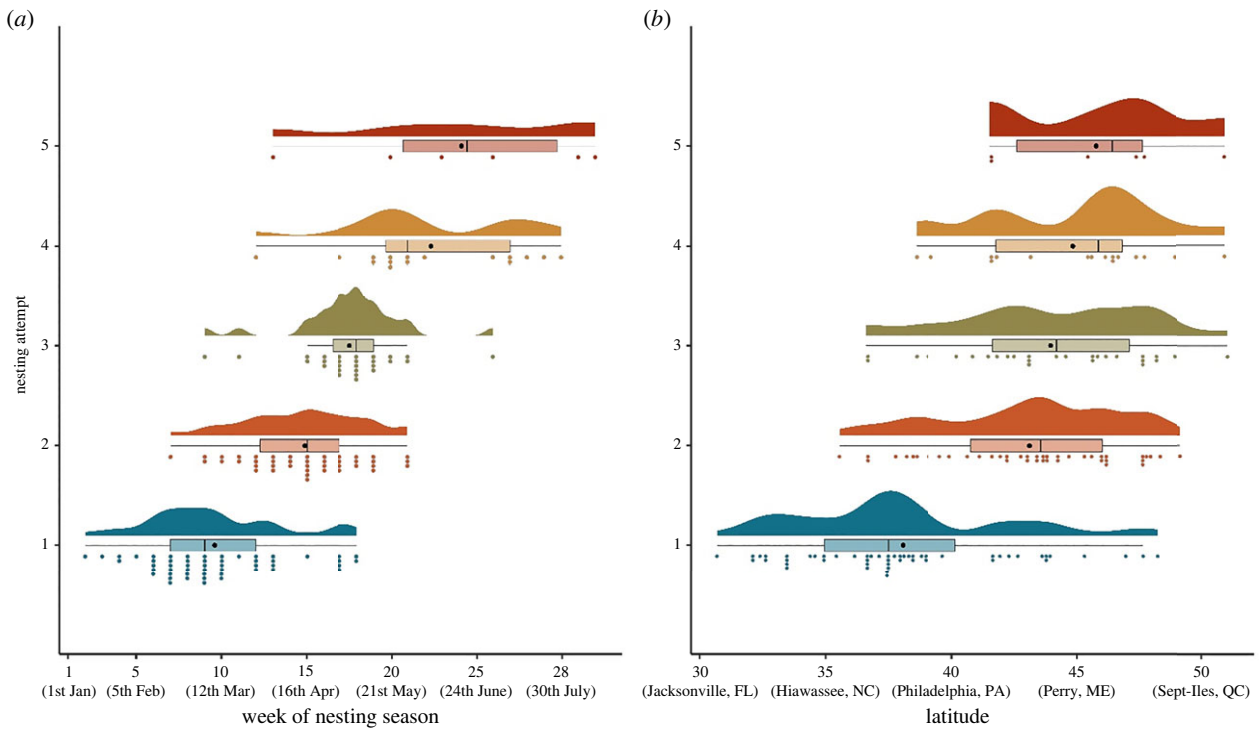 (a)
5
4
3
2
1
nesting attempt
1 5 10 15 20 25 28
(1st Jan) (5th Feb) (12th Mar) (16th Apr) (21st May) (24th June) (30th July)
week of nesting season
(b)
5
4
3
2
1
30 35 40 45 50
(Jacksonville, FL) (Hiawassee, NC) (Philadelphia, PA) (Perry, ME) (Sept-Iles, QC)
latitude